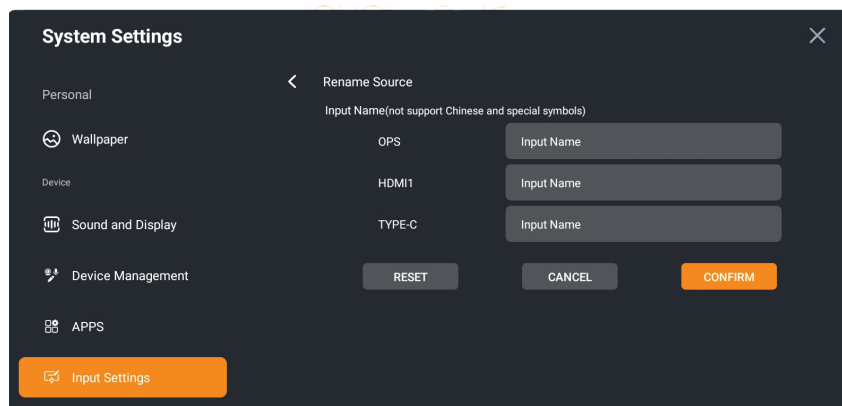 System Settings
Personal
Wallpaper
Device
Sound and Display
Device Management
APPS
Input Settings
Rename Source
Input Name(not support Chinese and special symbols)
OPS Input Name
HDMI1 Input Name
TYPE-C Input Name
RESET CANCEL CONFIRM